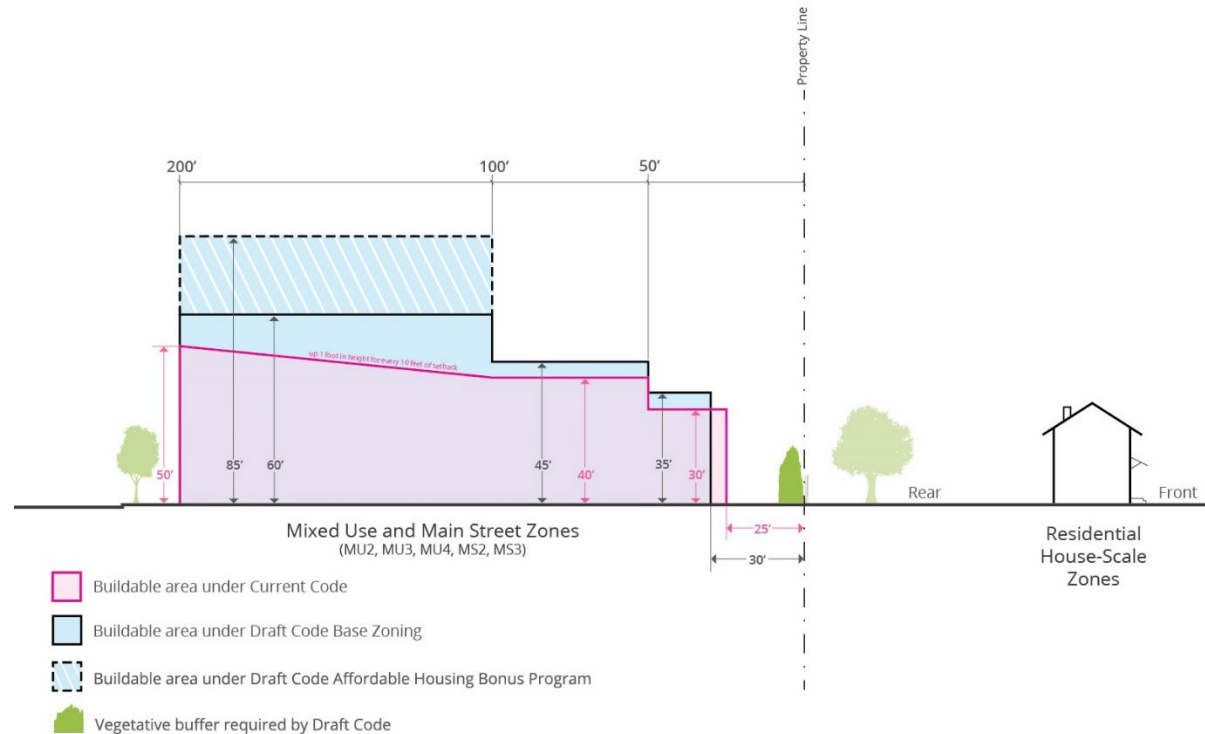 Property Line
200’
100’
50’
up 1 foot in height for every 10 feet of setback
50’
85’
60’
45’
40’
35’
30’
Rear
Front
25’
30’
Mixed Use and Main Street Zones
(MU2, MU3, MU4, MS2, MS3)
Residential
House-Scale
Zones
Buildable area under Current Code
Buildable area under Draft Code Base Zoning
Buildable area under Draft Code Affordable Housing Bonus Program
Vegetative buffer required by Draft Code